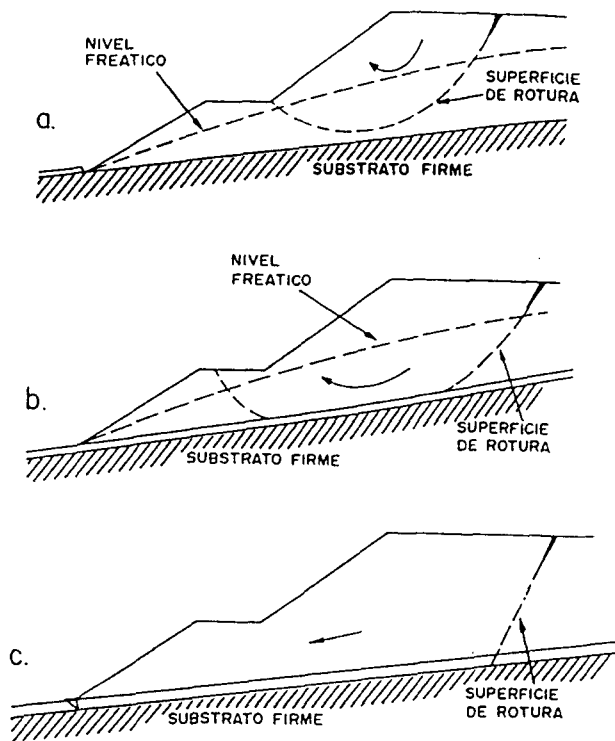 NIVEL
FREATICO
SUPERFICIE
DE ROTURA
a.
SUBSTRATO FIRME
NIVEL
FREATICO
b.
SUPERFICIE
DE ROTURA
SUBSTRATO FIRME
c.
SUPERFICIE
DE ROTURA
SUBSTRATO FIRME